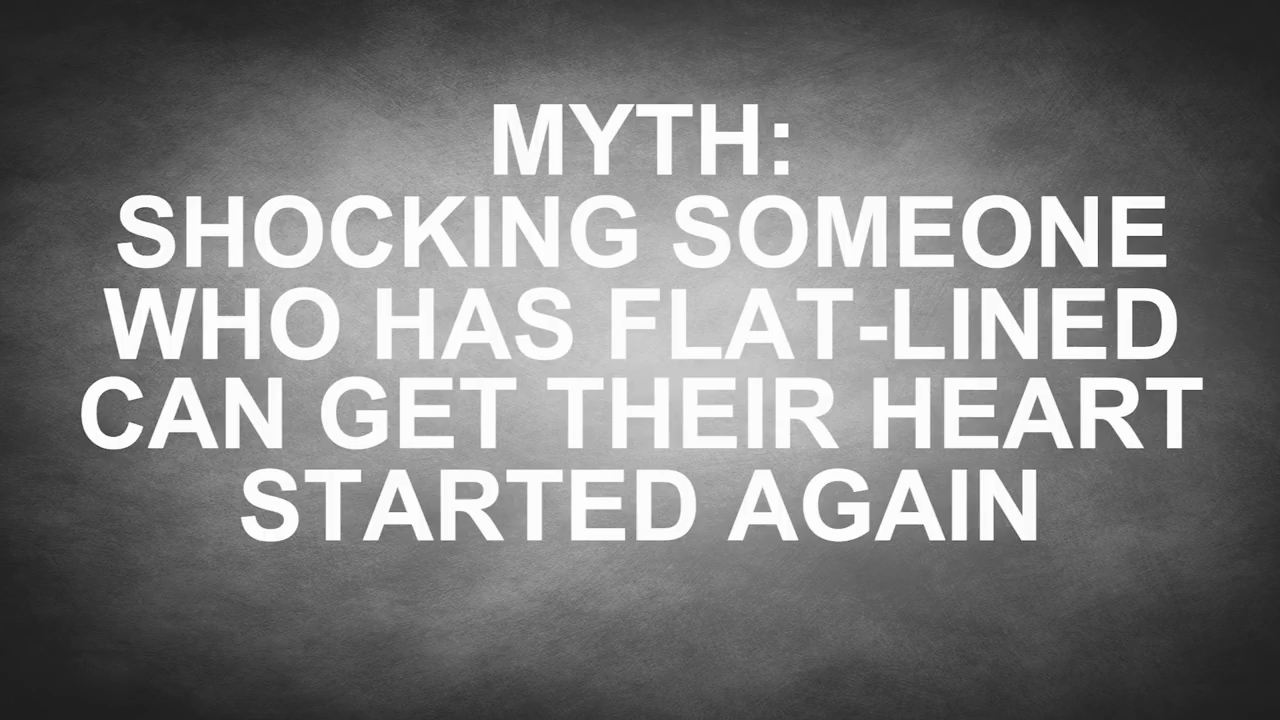 MYTH:
SHOCKING SOMEONE
WHO HAS FLAT-LINED
CAN GET THEIR HEART
STARTED AGAIN